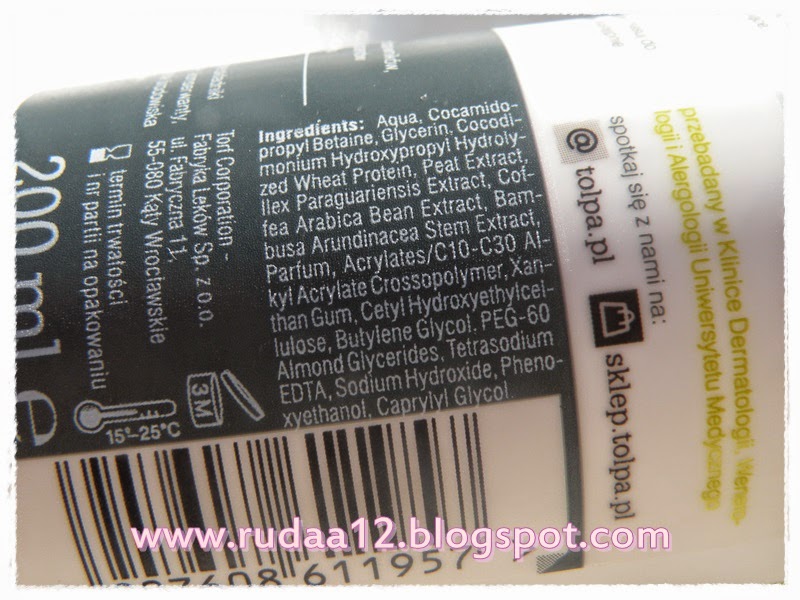 Ingredients: Aqua, Cocamido-
propyl Betaine, Glycerin, Cocodi-
monium Hydroxypropyl Hydroly-
zed Wheat Protein, Peat Extract,
Ilex Paraguariensis Extract, Cof-
fea Arabica Bean Extract, Bam-
busa Arundinacea Stem Extract,
Parfum, Acrylates/C10-C30 Al-
kyl Acrylate Crossopolymer, Xan-
than Gum, Cetyl Hydroxyethylcel-
lulose, Butylene Glycol. PEG-60
Almond Glycerides, Tetrasodium
EDTA, Sodium Hydroxide, Pheno-
xyethanol, Caprylyl Glycol.
Torf Corporation -
Fabryka Leków Sp. z o.o.
ul. Fabryczna 11,
55-080 Kąty Wrocławskie
termin trwałości
i nr partii na opakowaniu
200 ml e
3M
15°-25°C
przebadany w Klinice Dermatologii, Wenero-
logii i Alergologii Uniwersytetu Medycznego
spotkaj się z nami na:
@ tolpa.pl
sklep.tolpa.pl
611957
www.rudaa12.blogspot.com